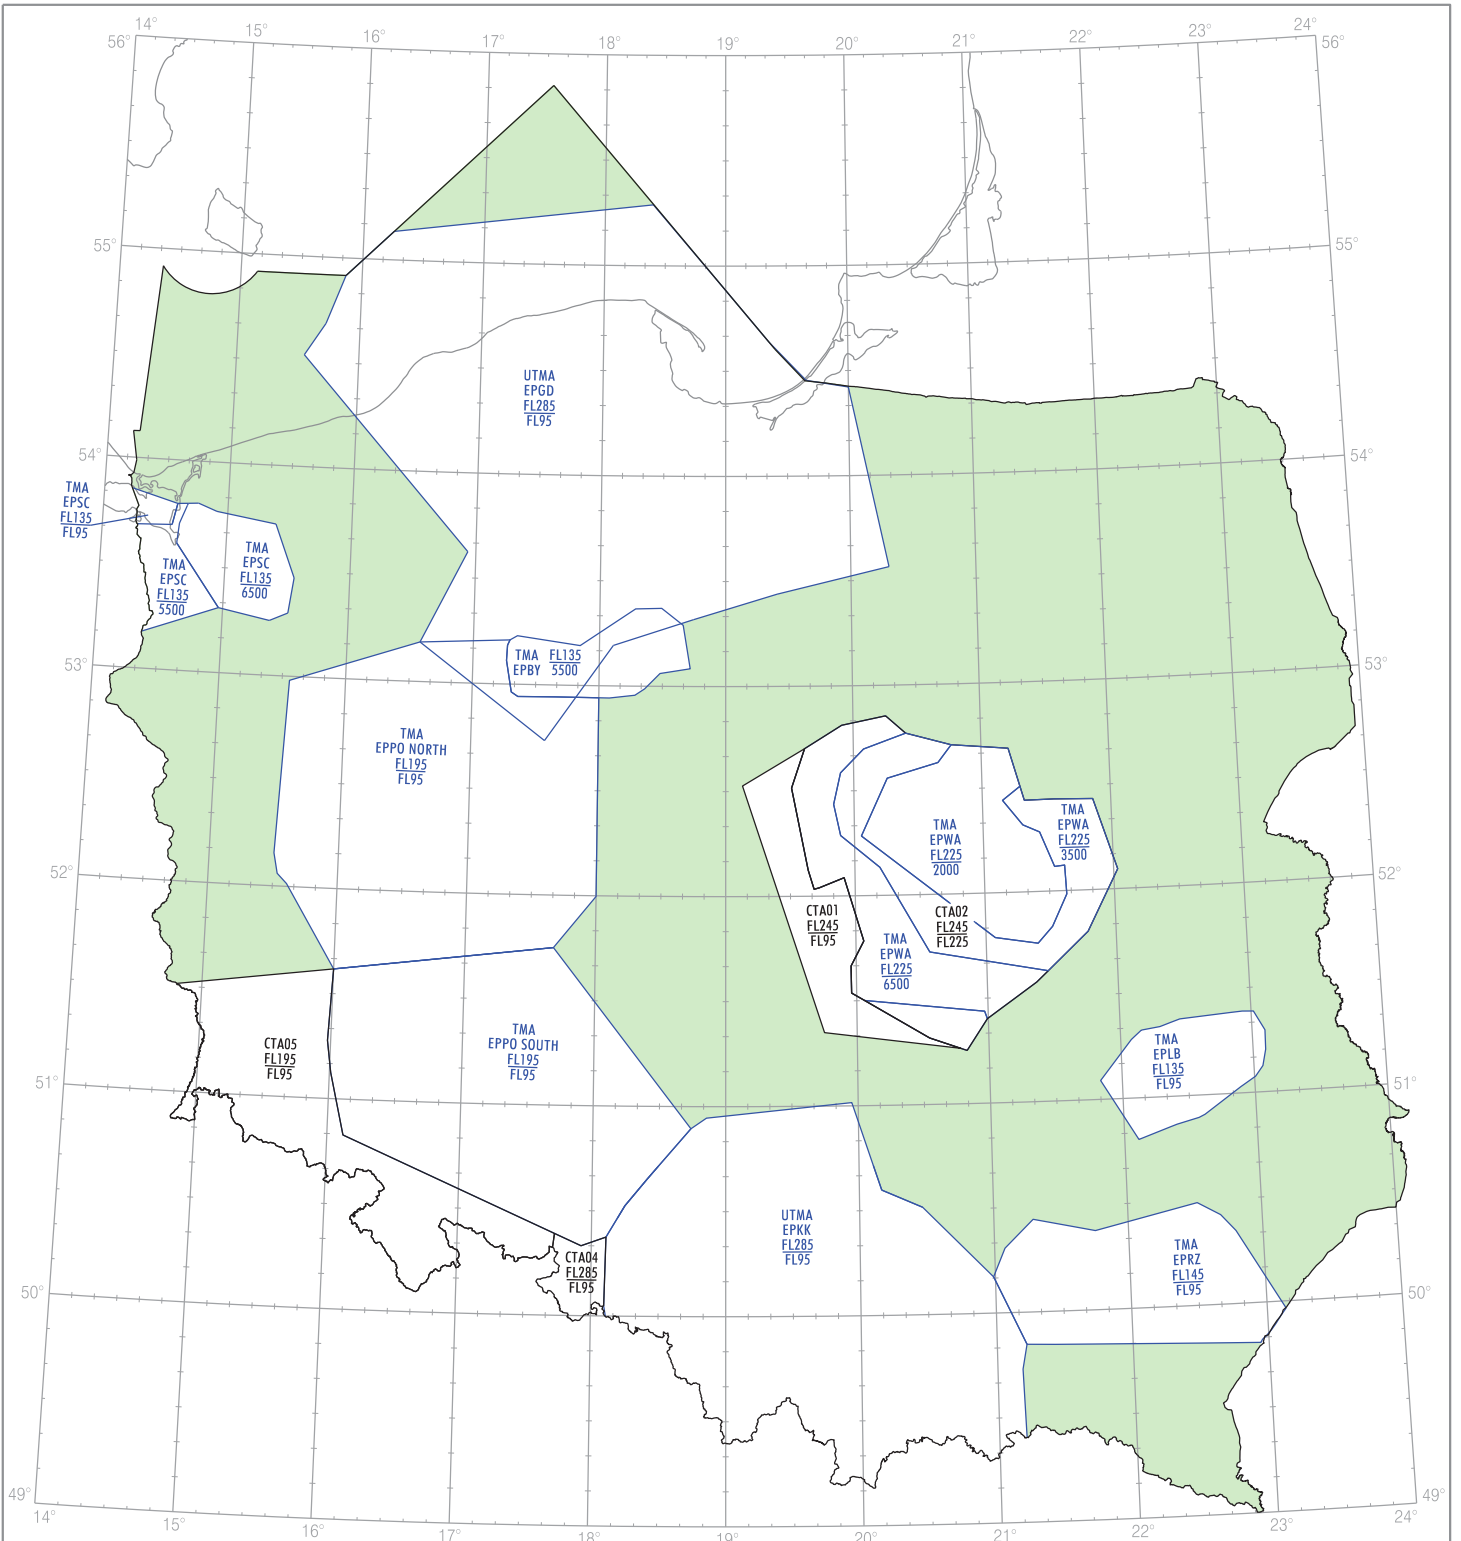 14°
15°
16°
17°
18°
19°
20°
21°
22°
23°
24°
56°
56°
55°
55°
UTMA
EPGD
FL285
FL95
54°
54°
TMA
EPSC
FL135
FL95
TMA
EPSC
FL135
5500
TMA
EPSC
FL135
6500
53°
53°
TMA
EPBY
FL135
5500
TMA
EPPO NORTH
FL195
FL95
TMA
EPWA
FL225
2000
TMA
EPWA
FL225
3500
52°
52°
CTA01
FL245
FL95
CTA02
FL245
FL225
TMA
EPWA
FL225
6500
CTA05
FL195
FL95
TMA
EPPO SOUTH
FL195
FL95
TMA
EPLB
FL135
FL95
51°
51°
UTMA
EPKK
FL285
FL95
CTA04
FL285
FL95
TMA
EPRZ
FL145
FL95
50°
50°
49°
49°
14°
15°
16°
17°
18°
19°
20°
21°
22°
23°
24°